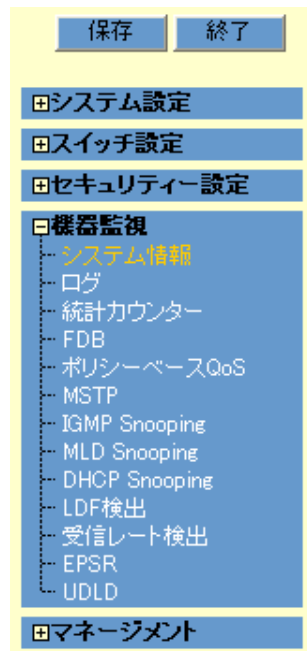 保存 終了
システム設定
スイッチ設定
セキュリティー設定
機器監視
システム情報
ログ
統計カウンター
FDB
ポリシーベースQoS
MSTP
IGMP Snooping
MLD Snooping
DHCP Snooping
LDF検出
受信レート検出
EPSR
UDLD
マネージメント